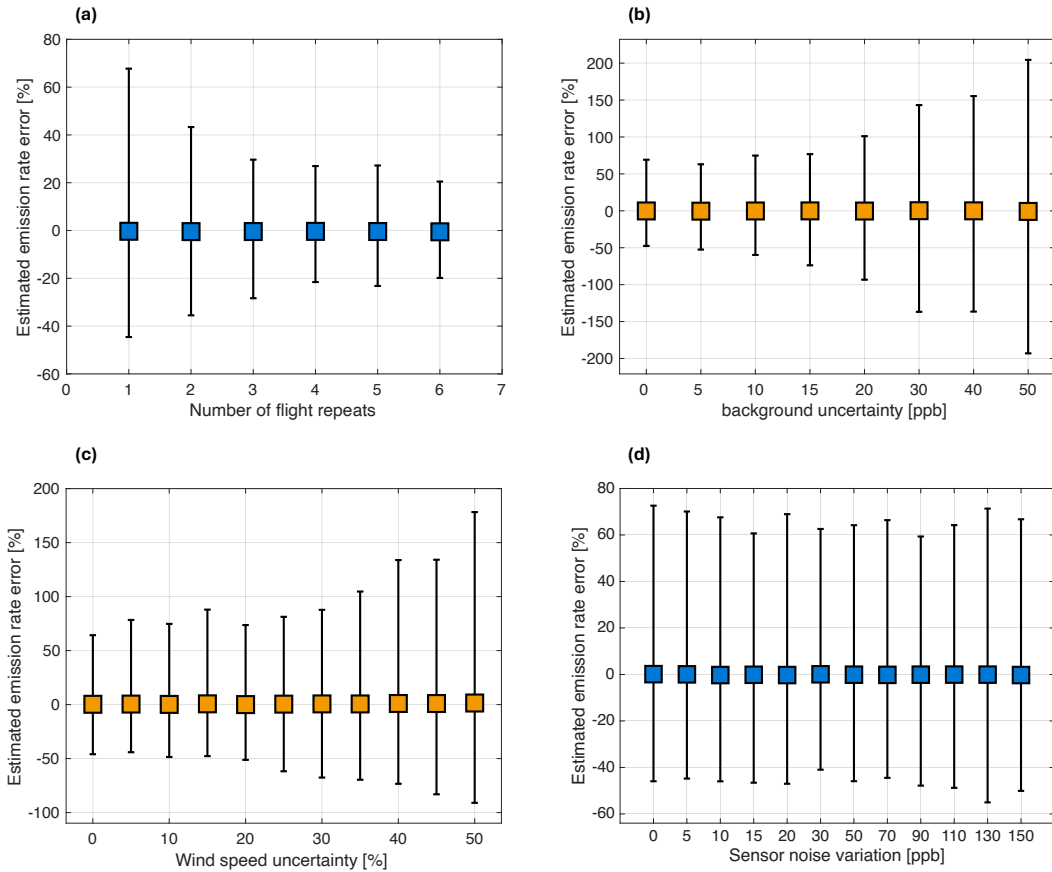 (a)
80
60
40
20
0
-20
-40
-60
0 1 2 3 4 5 6 7
Estimated emission rate error [%]
Number of flight repeats
(b)
200
150
100
50
0
-50
-100
-150
-200
0 5 10 15 20 30 40 50
Estimated emission rate error [%]
background uncertainty [ppb]
(c)
200
150
100
50
0
-50
-100
0 10 20 30 40 50
Estimated emission rate error [%]
Wind speed uncertainty [%]
(d)
80
60
40
20
0
-20
-40
-60
0 5 10 15 20 30 50 70 90 110 130 150
Estimated emission rate error [%]
Sensor noise variation [ppb]